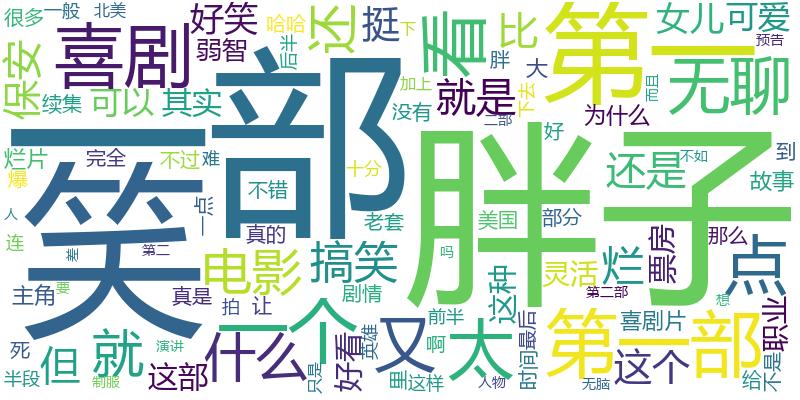 很多
一般
北美
好笑
哈哈哈
后半
还
挺
下
看
比
第一
女儿
可爱
预告
保安
喜剧
弱智
胖
大
无聊
而且
续集
可以
其实
部
加上
没有
就是
下去
为什么
二部
好
烂片
完全
不过
难
十分
胖子
还是
不如
到
爆
笑
一点
不错
老套
美国
部分
故事
人
连
差
第二
真的
吗
票房
那么
电影
搞笑
这种
灵活
烂
点
主角
真是
要
剧情
第二部
想
拍
让
一个
前半
时间
最后
第一部
喜剧片
职业
死
但
就
演讲
什么
只是
好看
英雄
又
啊
太
这个
给
不是
半段
制服
这部
里
这样
人物
无脑